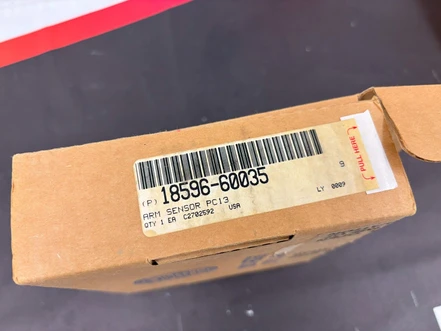 (P) 18596-60035
ARM SENSOR PC13
QTY 1 EA C2702592 USA
9
LY 0009
PULL HERE